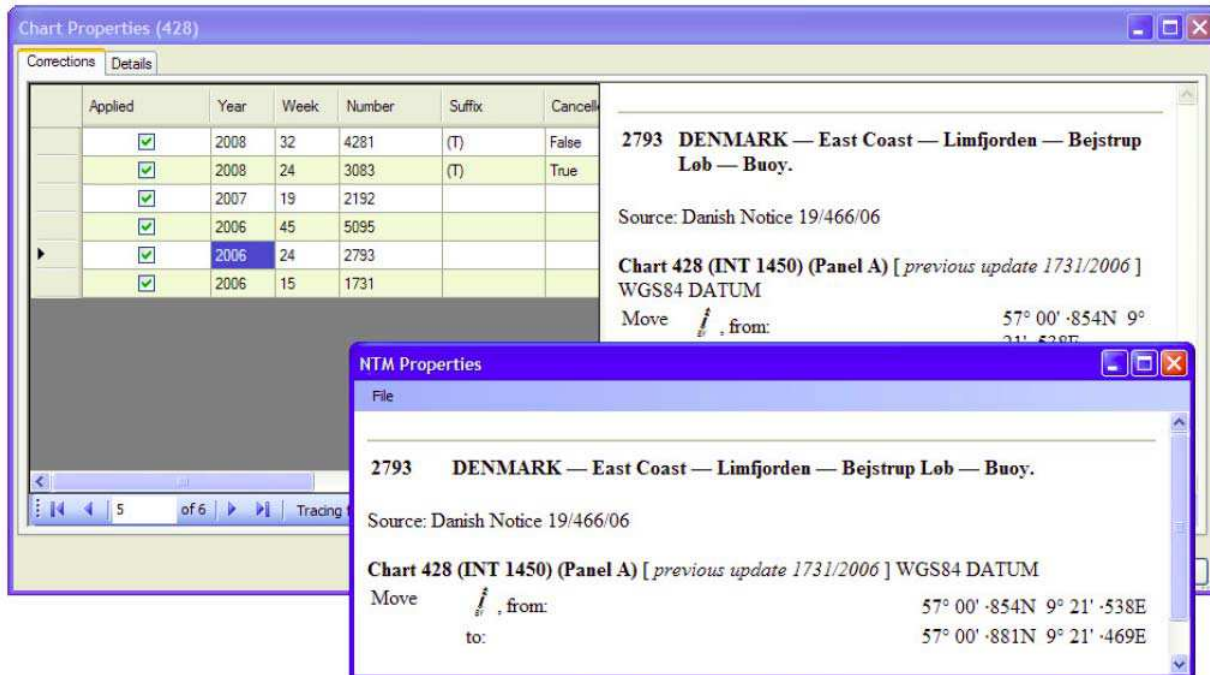 Chart Properties (428)
Corrections Details
Applied Year Week Number Suffix Cancelle
2008 32 4281 (T) False
2008 24 3083 (T) True
2007 19 2192
2006 45 5095
2006 24 2793
2006 15 1731
5 of 6 Tracing
2793 DENMARK — East Coast — Limfjorden — Bejstrup
Løb — Buoy.
Source: Danish Notice 19/466/06
Chart 428 (INT 1450) (Panel A) [ previous update 1731/2006 ]
WGS84 DATUM
Move , from: 57° 00' ·854N 9°
21' ·538E
NTM Properties
File
2793 DENMARK — East Coast — Limfjorden — Bejstrup Løb — Buoy.
Source: Danish Notice 19/466/06
Chart 428 (INT 1450) (Panel A) [ previous update 1731/2006 ] WGS84 DATUM
Move , from: 57° 00' ·854N 9° 21' ·538E
to: 57° 00' ·881N 9° 21' ·469E